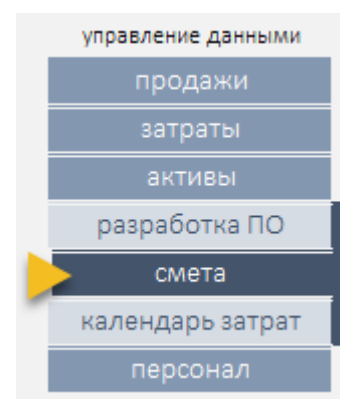 управление данными
продажи
затраты
активы
разработка ПО
смета
календарь затрат
персонал